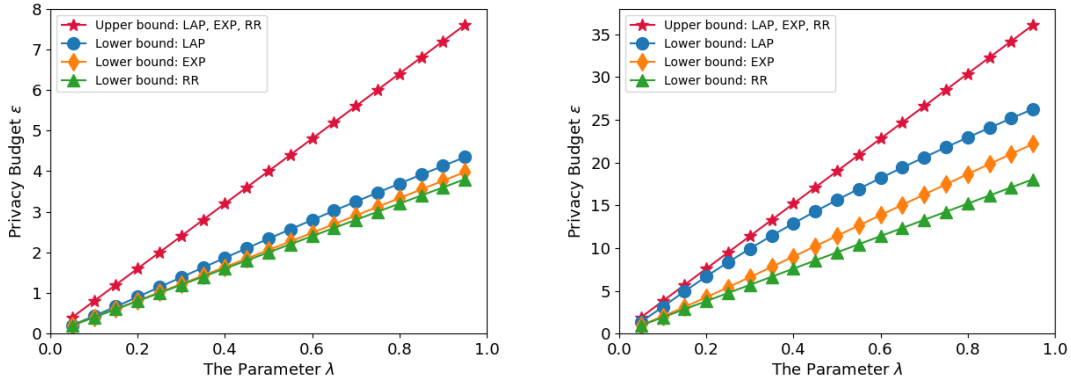 8
7
6
5
4
3
2
1
0
Privacy Budget ε
Upper bound: LAP, EXP, RR
Lower bound: LAP
Lower bound: EXP
Lower bound: RR
0.0 0.2 0.4 0.6 0.8 1.0
The Parameter λ
35
30
25
20
15
10
5
0
Privacy Budget ε
Upper bound: LAP, EXP, RR
Lower bound: LAP
Lower bound: EXP
Lower bound: RR
0.0 0.2 0.4 0.6 0.8 1.0
The Parameter λ